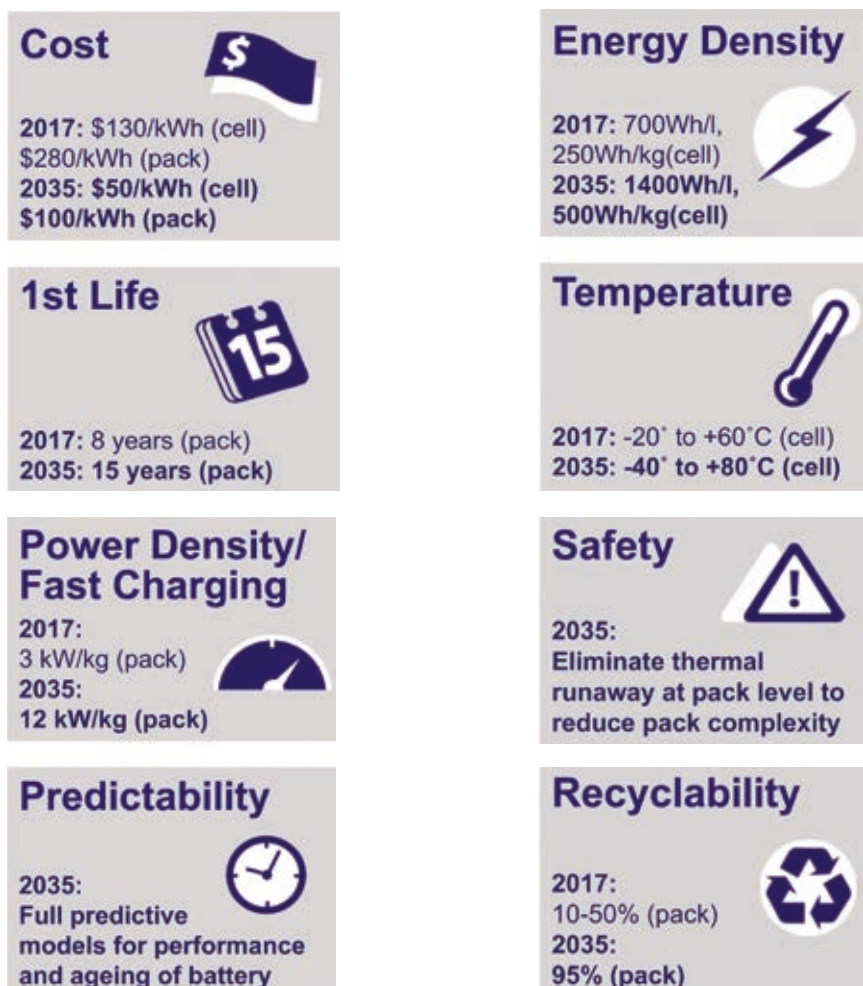 Cost
$
2017: $130/kWh (cell)
$280/kWh (pack)
2035: $50/kWh (cell)
$100/kWh (pack)
Energy Density
2017: 700Wh/l,
250Wh/kg(cell)
2035: 1400Wh/l,
500Wh/kg(cell)
1st Life
15
2017: 8 years (pack)
2035: 15 years (pack)
Temperature
2017: -20˚ to +60˚C (cell)
2035: -40˚ to +80˚C (cell)
Power Density/
Fast Charging
2017:
3 kW/kg (pack)
2035:
12 kW/kg (pack)
Safety
!
2035:
Eliminate thermal
runaway at pack level to
reduce pack complexity
Predictability
2035:
Full predictive
models for performance
and ageing of battery
Recyclability
2017:
10-50% (pack)
2035:
95% (pack)